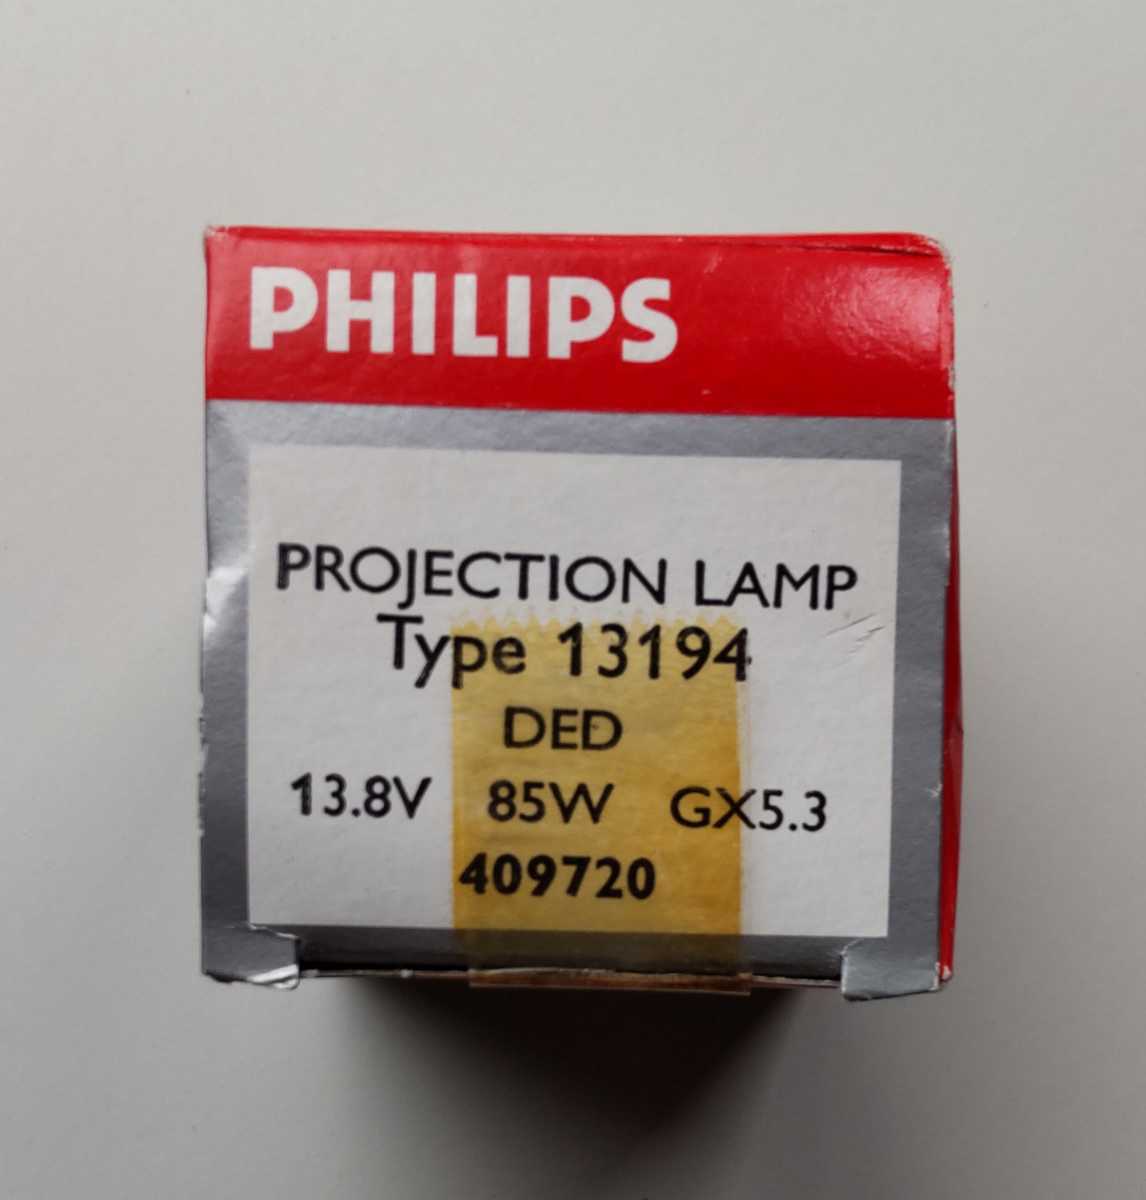 PHILIPS
PROJECTION LAMP
Type 13194
DED
13.8V 85W GX5.3
409720